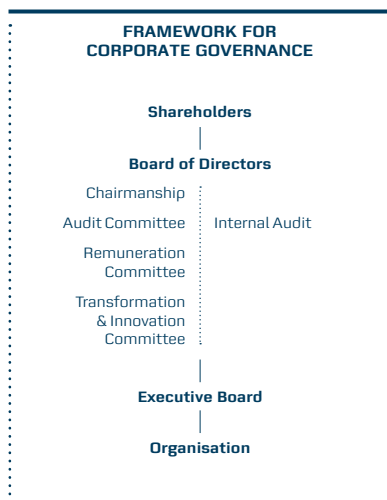 FRAMEWORK FOR
CORPORATE GOVERNANCE
Shareholders
Board of Directors
Chairmanship
Audit Committee
Internal Audit
Remuneration
Committee
Transformation
& Innovation
Committee
Executive Board
Organisation